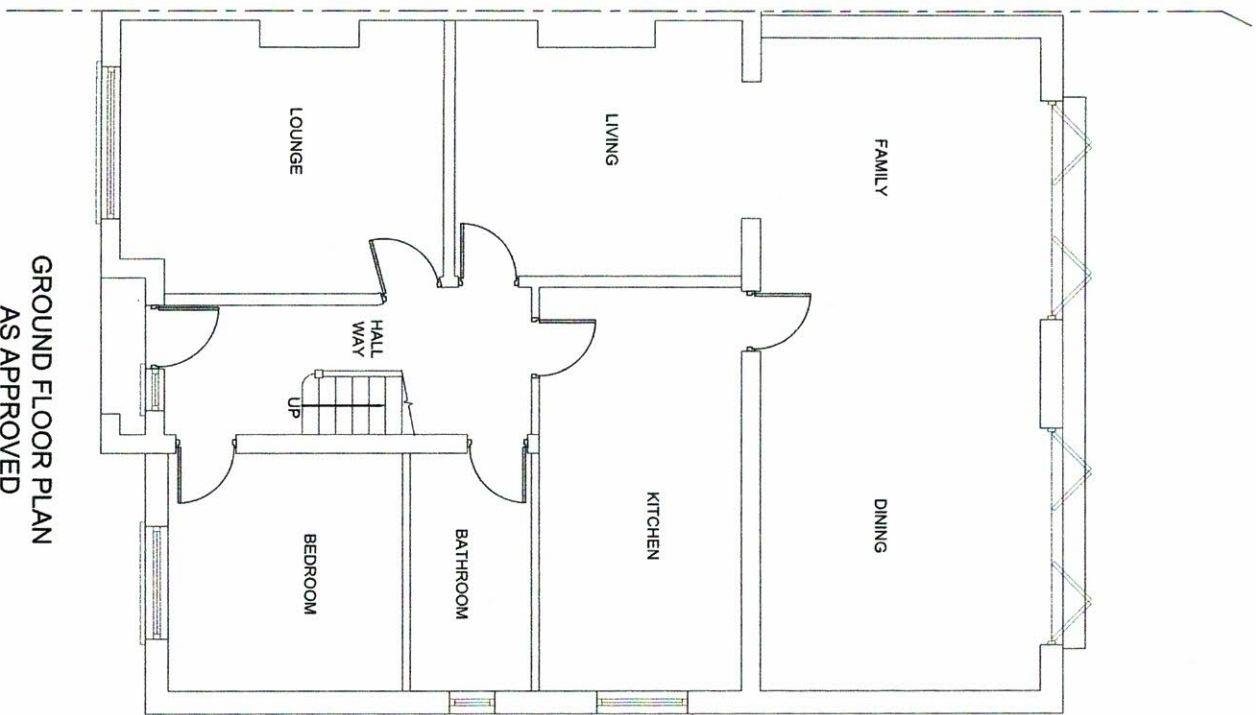 FAMILY
DINING
LIVING
KITCHEN
BATHROOM
HALL
WAY
LOUNGE
UP
BEDROOM
GROUND FLOOR PLAN
AS APPROVED